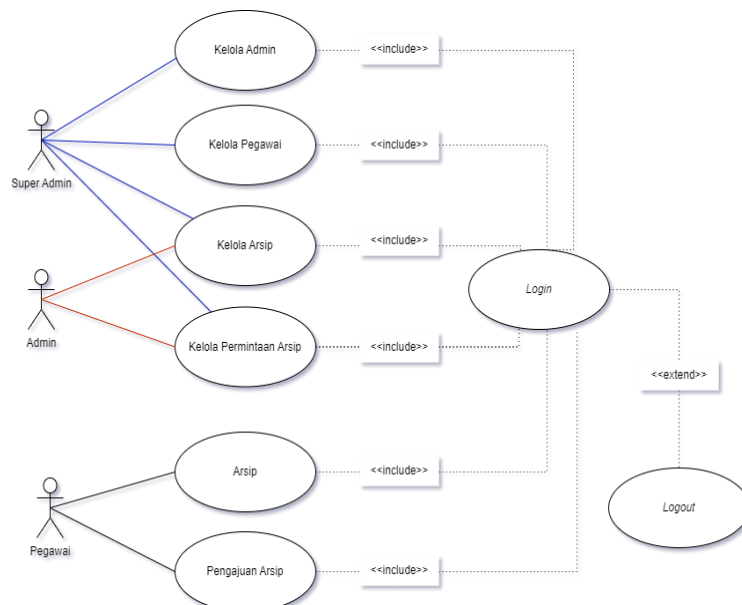 Kelola Admin
<<include>>
Kelola Pegawai
<<include>>
Super Admin
Kelola Arsip
<<include>>
Login
Admin
Kelola Permintaan Arsip
<<include>>
<<extend>>
Arsip
<<include>>
Logout
Pegawai
Pengajuan Arsip
<<include>>